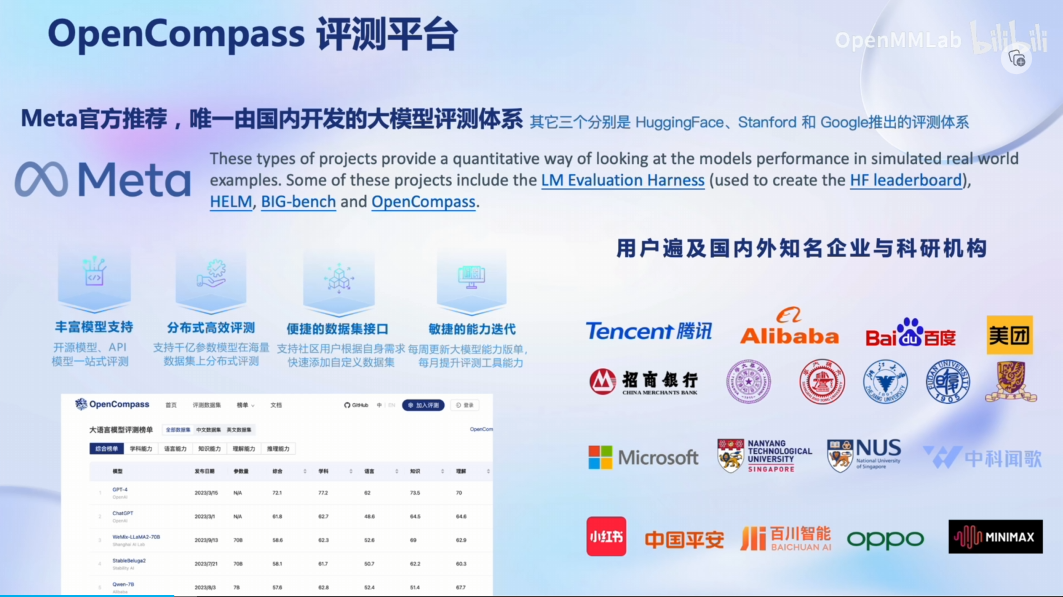 OpenCompass 评测平台
OpenMMLab bilibili
Meta官方推荐，唯一由国内开发的大模型评测体系 其它三个分别是 HuggingFace、Stanford 和 Google推出的评测体系
Meta
These types of projects provide a quantitative way of looking at the models performance in simulated real world
examples. Some of these projects include the LM Evaluation Harness (used to create the HF leaderboard),
HELM, BIG-bench and OpenCompass.
丰富模型支持
开源模型、API
模型一站式评测
分布式高效评测
支持千亿参数模型在海量
数据集上分布式评测
便捷的数据集接口
支持社区用户根据自身需求
快速添加自定义数据集
敏捷的能力迭代
每周更新大模型能力版单，
每月提升评测工具能力
OpenCompass 首页 评测数据集 榜单 文档 GitHub 中 | EN 加入评测 登录
大语言模型评测榜单 全部数据集 中文数据集 英文数据集 OpenCom
综合榜单 学科能力 语言能力 知识能力 理解能力 推理能力
模型 发布日期 参数量 综合 学科 语言 知识 理解
1 GPT-4 2023/3/15 N/A 72.1 77.2 62 73.5 70
OpenAI
2 ChatGPT 2023/3/1 N/A 61.8 62.7 48.6 64.5 64.6
OpenAI
3 WeMix-LLaMA2-70B 2023/9/13 70B 58.6 62.3 52.6 69 62.9
Shanghai AI Lab
4 StableBeluga2 2023/7/21 70B 58.1 61.7 50.7 62.2 60.3
Stability AI
5 Qwen-7B 2023/8/3 7B 57.6 62.8 52.4 51.4 67.7
Alibaba
用户遍及国内外知名企业与科研机构
Tencent 腾讯
Alibaba
Bai du 百度
美团
招商银行
CHINA MERCHANTS BANK
Microsoft
NANYANG
TECHNOLOGICAL
UNIVERSITY
SINGAPORE
NUS
National University
of Singapore
中科闻歌
小红书
中国平安
百川智能
BAICHUAN AI
oppo
MINIMAX